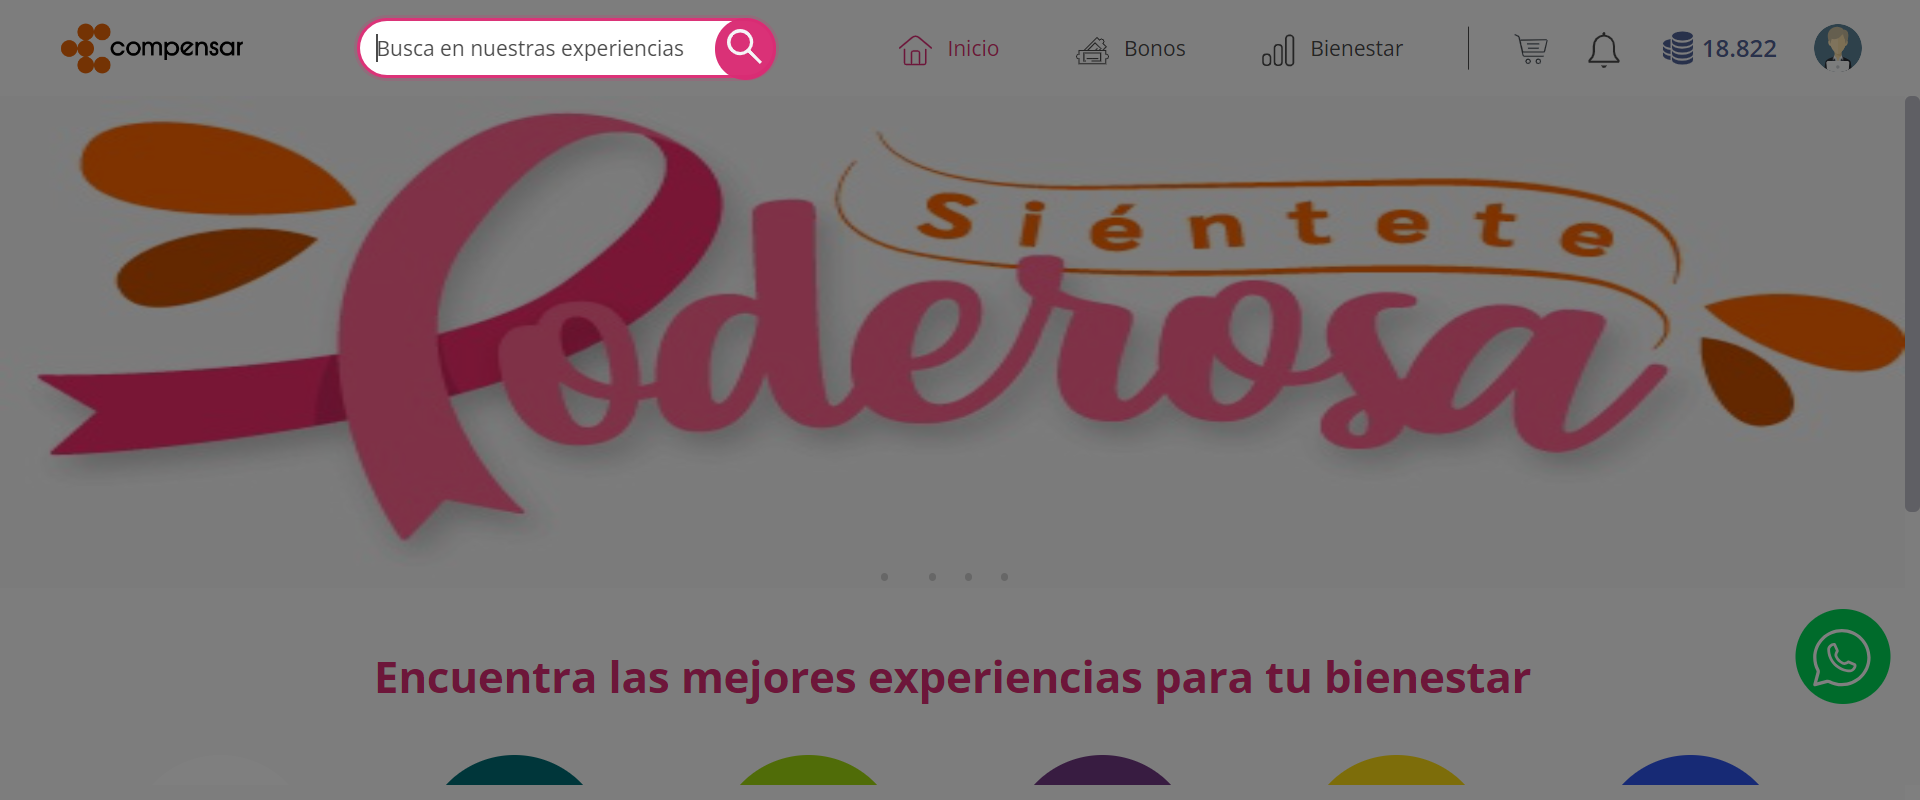 compensar
Busca en nuestras experiencias
Inicio
Bonos
Bienestar
18.822
Siéntete
Poderosa
Encuentra las mejores experiencias para tu bienestar